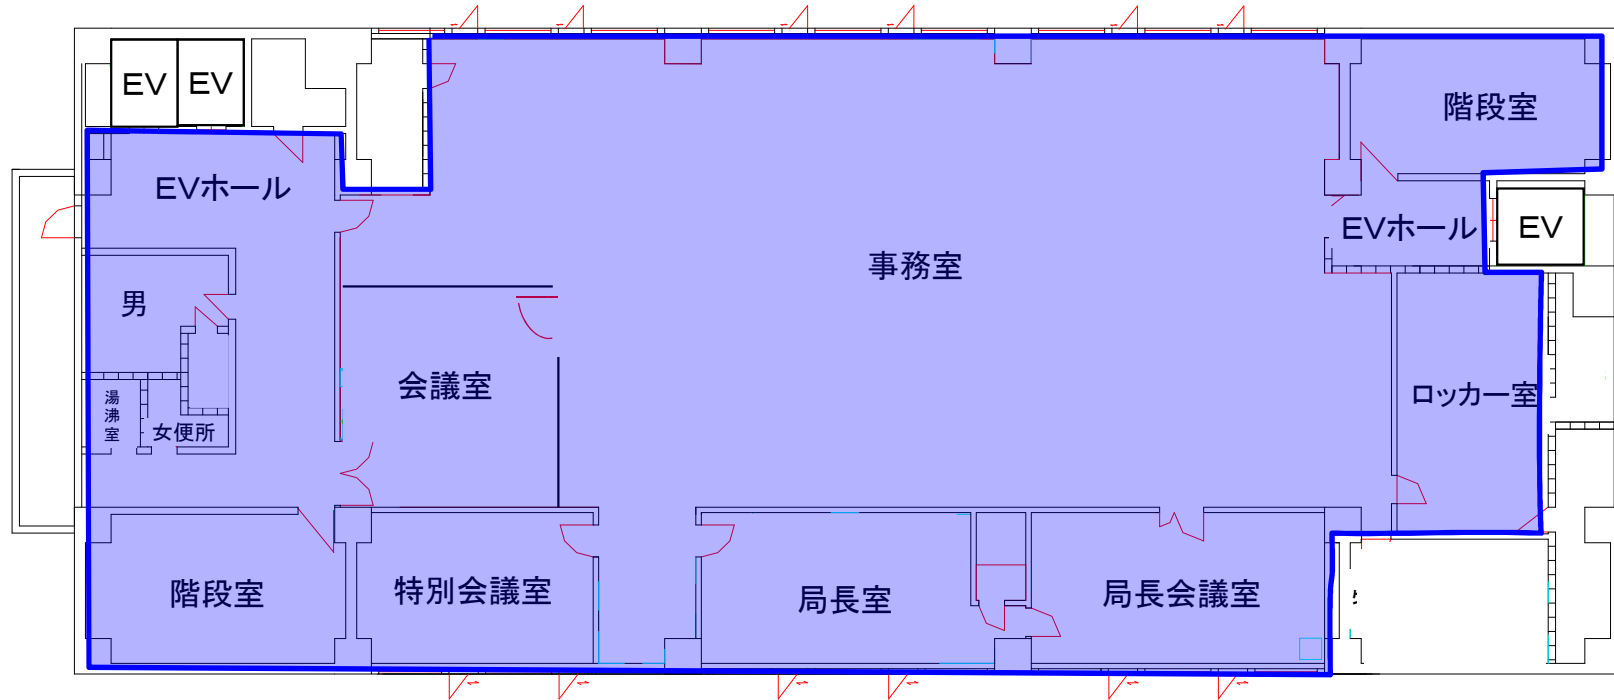 EV
EV
階段室
EVホール
EVホール
EV
事務室
男
会議室
ロッカー室
湯沸室
女便所
階段室
特別会議室
局長室
局長会議室